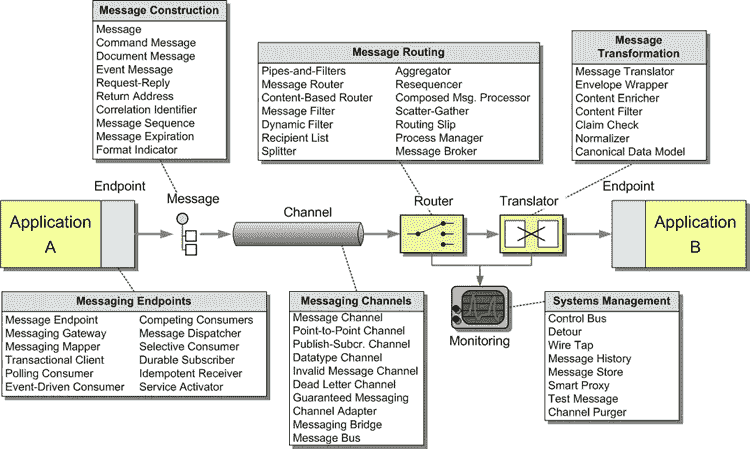 Message Construction
Message
Command Message
Document Message
Event Message
Request-Reply
Return Address
Correlation Identifier
Message Sequence
Message Expiration
Format Indicator
Message Routing
Pipes-and-Filters
Message Router
Content-Based Router
Message Filter
Dynamic Filter
Recipient List
Splitter
Aggregator
Resequencer
Composed Msg. Processor
Scatter-Gather
Routing Slip
Process Manager
Message Broker
Message
Transformation
Message Translator
Envelope Wrapper
Content Enricher
Content Filter
Claim Check
Normalizer
Canonical Data Model
Endpoint
Message
Channel
Router
Translator
Endpoint
Application
A
Application
B
Monitoring
Messaging Endpoints
Message Endpoint
Messaging Gateway
Messaging Mapper
Transactional Client
Polling Consumer
Event-Driven Consumer
Competing Consumers
Message Dispatcher
Selective Consumer
Durable Subscriber
Idempotent Receiver
Service Activator
Messaging Channels
Message Channel
Point-to-Point Channel
Publish-Subcr. Channel
Datatype Channel
Invalid Message Channel
Dead Letter Channel
Guaranteed Messaging
Channel Adapter
Messaging Bridge
Message Bus
Systems Management
Control Bus
Detour
Wire Tap
Message History
Message Store
Smart Proxy
Test Message
Channel Purger